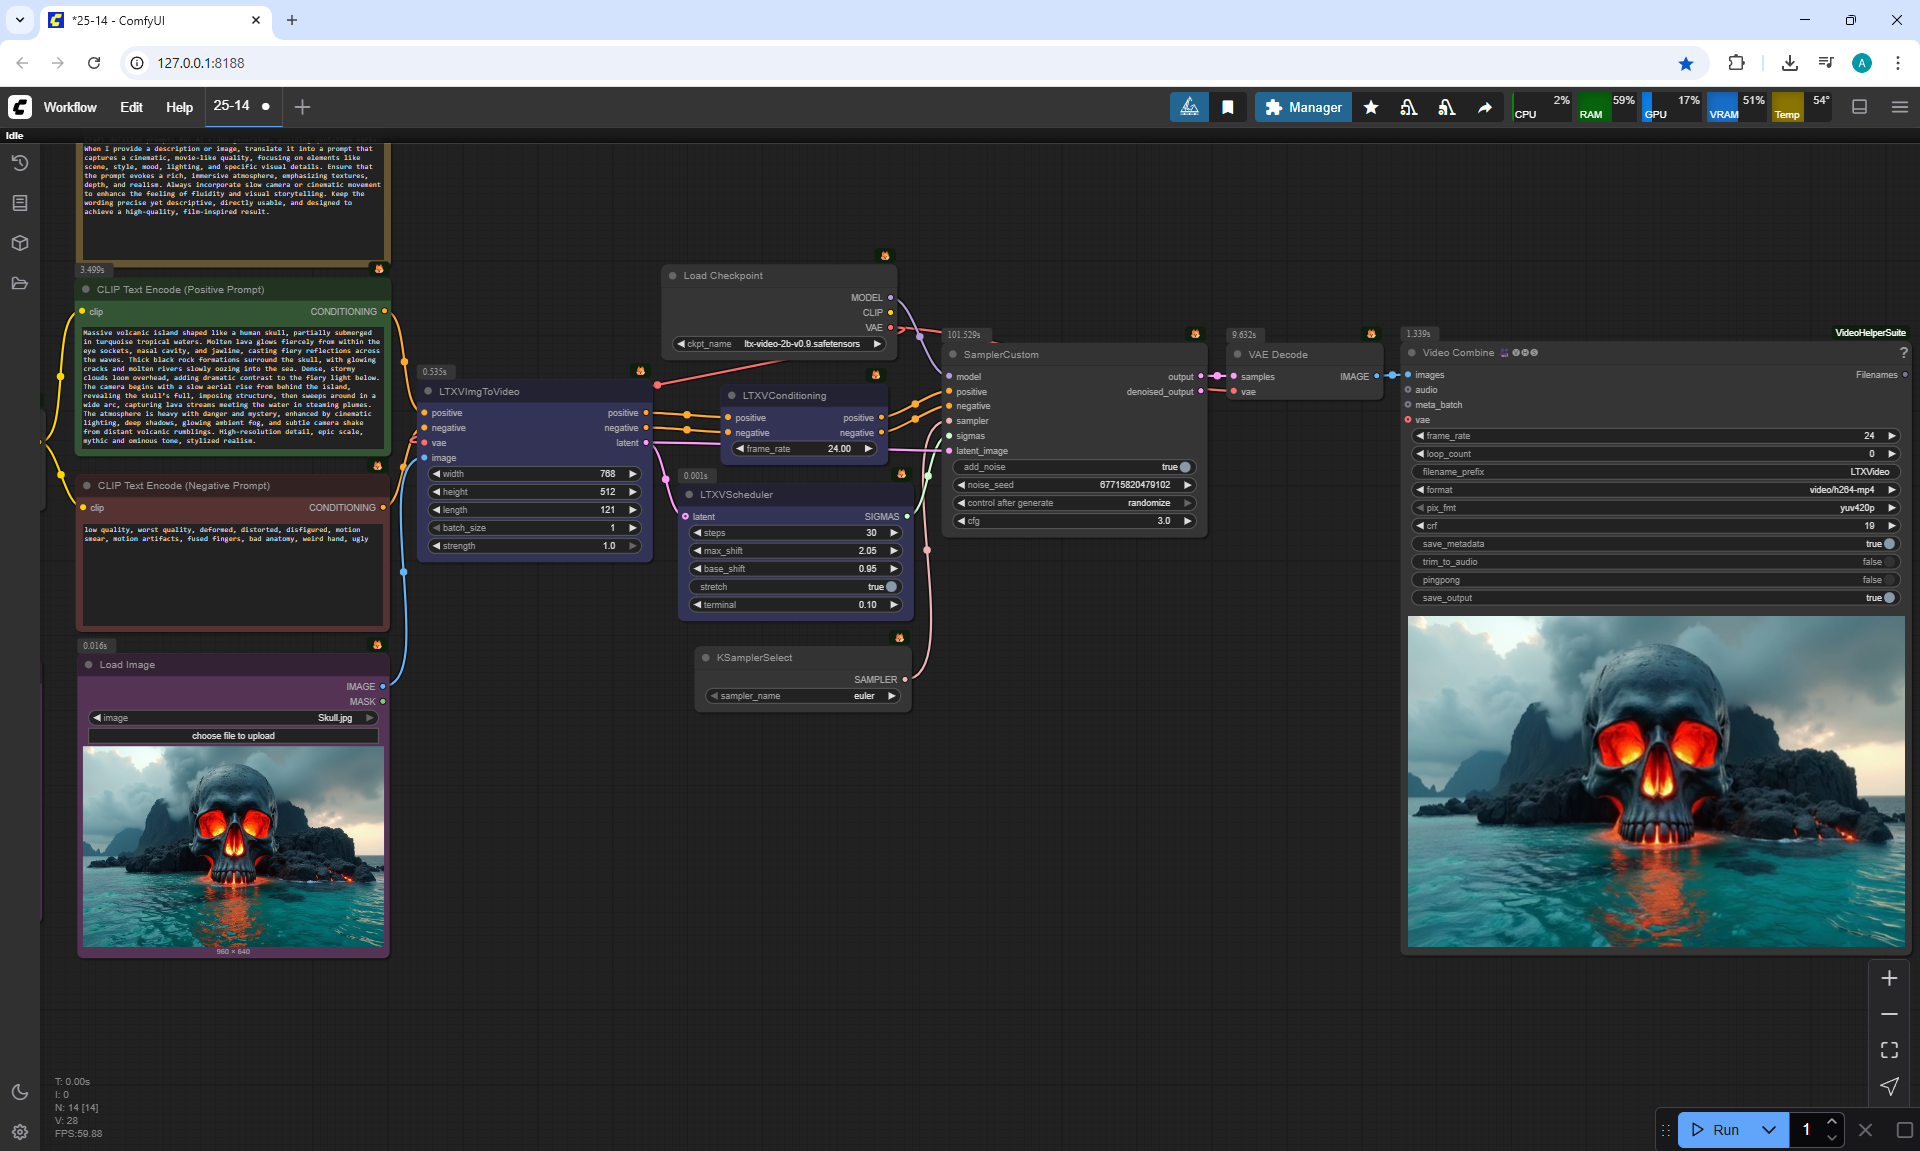 *25-14 - ComfyUI
127.0.0.1:8188
Workflow Edit Help 25-14
Manager
CPU 2% RAM 59% GPU 17% VRAM 51% Temp 54°
Idle
When I provide a description or image, translate it into a prompt that
captures a cinematic, movie-like quality, focusing on elements like
scene, style, mood, lighting, and specific visual details. Ensure that
the prompt evokes a rich, immersive atmosphere, emphasizing textures,
depth, and realism. Always incorporate slow camera or cinematic movement
to enhance the feeling of fluidity and visual storytelling. Keep the
wording precise yet descriptive, directly usable, and designed to
achieve a high-quality, film-inspired result.
3.499s
CLIP Text Encode (Positive Prompt)
clip CONDITIONING
Massive volcanic island shaped like a human skull, partially submerged
in turquoise tropical waters. Molten lava glows fiercely from within the
eye sockets, nasal cavity, and jawline, casting fiery reflections across
the waves. Thick black rock formations surround the skull, with glowing
cracks and molten rivers slowly oozing into the sea. Dense, stormy
clouds loom overhead, adding dramatic contrast to the fiery light below.
The camera begins with a slow aerial rise from behind the island,
revealing the skull's full, imposing structure, then sweeps around in a
wide arc, capturing lava streams meeting the water in steaming plumes.
The atmosphere is heavy with danger and mystery, enhanced by cinematic
lighting, deep shadows, glowing ambient fog, and subtle camera shake
from distant volcanic rumblings. High-resolution detail, epic scale,
mythic and ominous tone, stylized realism.
CLIP Text Encode (Negative Prompt)
clip CONDITIONING
low quality, worst quality, deformed, distorted, disfigured, motion
smear, motion artifacts, fused fingers, bad anatomy, weird hand, ugly
0.016s
Load Image
IMAGE
MASK
image Skull.jpg
choose file to upload
960 × 640
0.535s
LTXVImgToVideo
positive positive
negative negative
vae latent
image
width 768
height 512
length 121
batch_size 1
strength 1.0
Load Checkpoint
MODEL
CLIP
VAE
ckpt_name ltx-video-2b-v0.9.safetensors
LTXVConditioning
positive positive
negative negative
frame_rate 24.00
0.001s
LTXVScheduler
latent SIGMAS
steps 30
max_shift 2.05
base_shift 0.95
stretch true
terminal 0.10
KSamplerSelect
SAMPLER
sampler_name euler
101.529s
SamplerCustom
model output
positive denoised_output
negative
sampler
sigmas
latent_image
add_noise true
noise_seed 67715820479102
control after generate randomize
cfg 3.0
9.632s
VAE Decode
samples IMAGE
vae
1.339s
VideoHelperSuite
Video Combine VHS ?
images Filenames
audio
meta_batch
vae
frame_rate 24
loop_count 0
filename_prefix LTXVideo
format video/h264-mp4
pix_fmt yuv420p
crf 19
save_metadata true
trim_to_audio false
pingpong false
save_output true
T: 0.00s
I: 0
N: 14 [14]
V: 28
FPS:59.88
Run 1
A